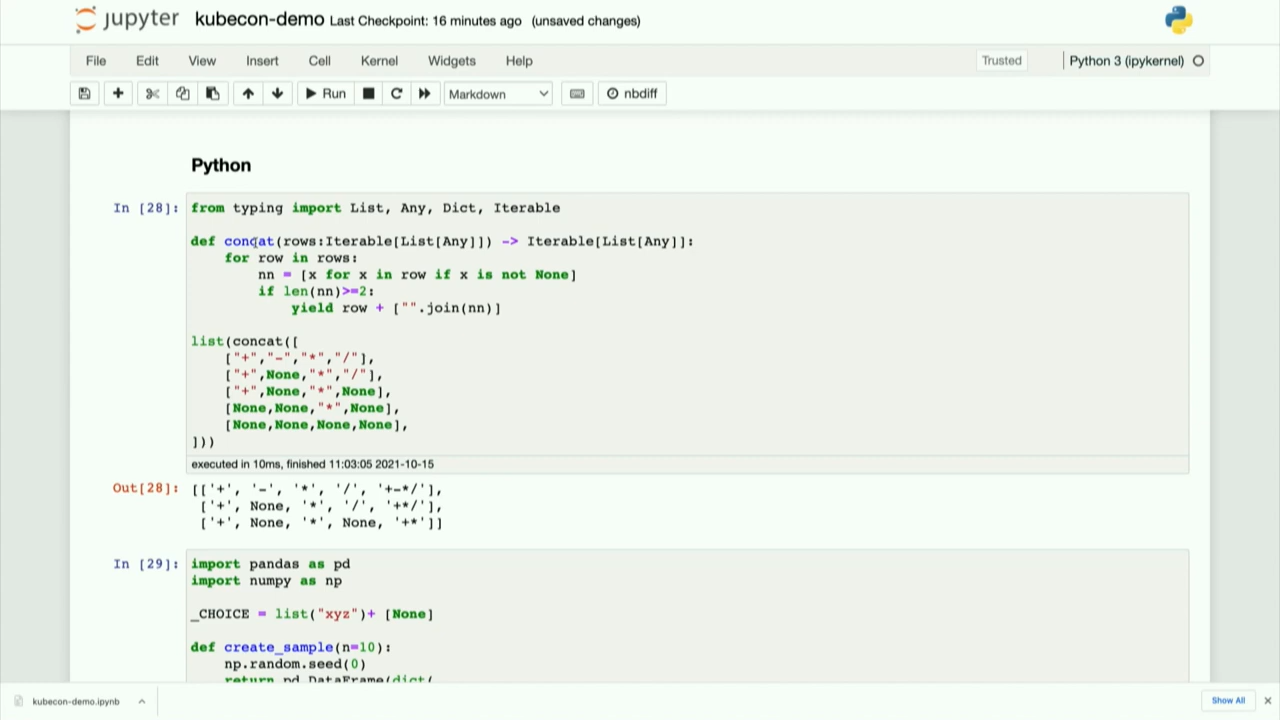 jupyter kubecon-demo Last Checkpoint: 16 minutes ago (unsaved changes)
File Edit View Insert Cell Kernel Widgets Help Trusted Python 3 (ipykernel)
Run Markdown nbdiff
Python
In [28]: from typing import List, Any, Dict, Iterable
def concat(rows:Iterable[List[Any]]) -> Iterable[List[Any]]:
for row in rows:
nn = [x for x in row if x is not None]
if len(nn)>=2:
yield row + ["".join(nn)]
list(concat([
["+","-","*","/"],
["+",None,"*","/"],
["+",None,"*",None],
[None,None,"*",None],
[None,None,None,None],
]))
executed in 10ms, finished 11:03:05 2021-10-15
Out[28]: [['+', '-', '*', '/', '+-*/'],
['+', None, '*', '/', '+*/'],
['+', None, '*', None, '+*']]
In [29]: import pandas as pd
import numpy as np
_CHOICE = list("xyz")+ [None]
def create_sample(n=10):
np.random.seed(0)
return pd.DataFrame(dict(
kubecon-demo.ipynb
Show All